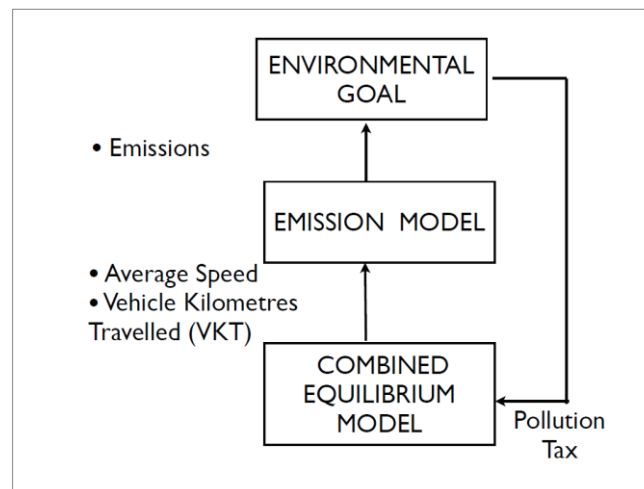 ENVIRONMENTAL
GOAL
• Emissions
EMISSION MODEL
• Average Speed
• Vehicle Kilometres
Travelled (VKT)
COMBINED
EQUILIBRIUM
MODEL
Pollution
Tax